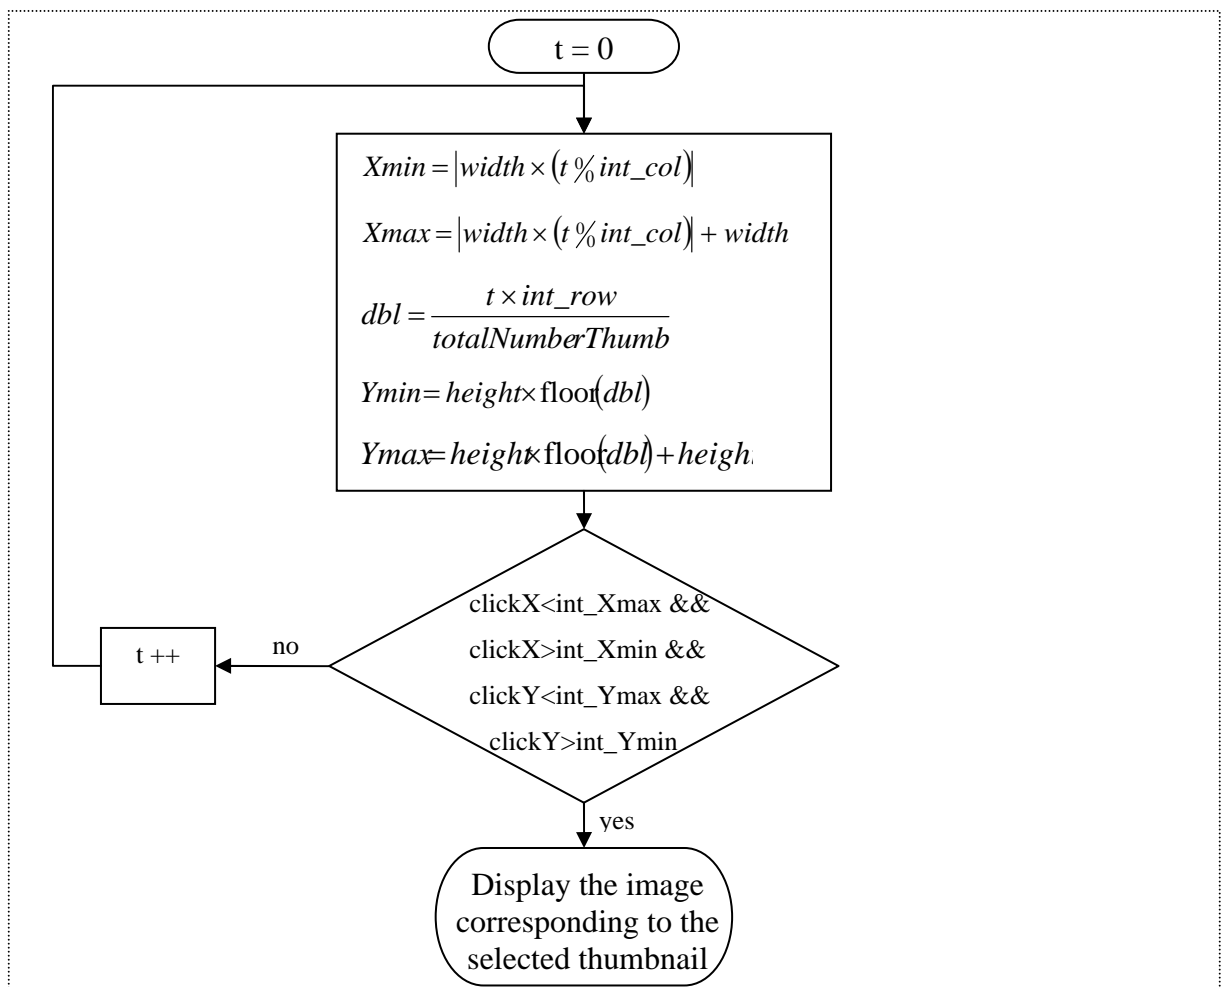 t = 0
Xmin = |width × (t % int_col)|
Xmax = |width × (t % int_col)| + width
dbl = t × int_row
totalNumberThumb
Ymin = height × floor(dbl)
Ymax = height × floor(dbl) + heigh
clickX<int_Xmax &&
clickX>int_Xmin &&
clickY<int_Ymax &&
clickY>int_Ymin
no
t ++
yes
Display the image
corresponding to the
selected thumbnail